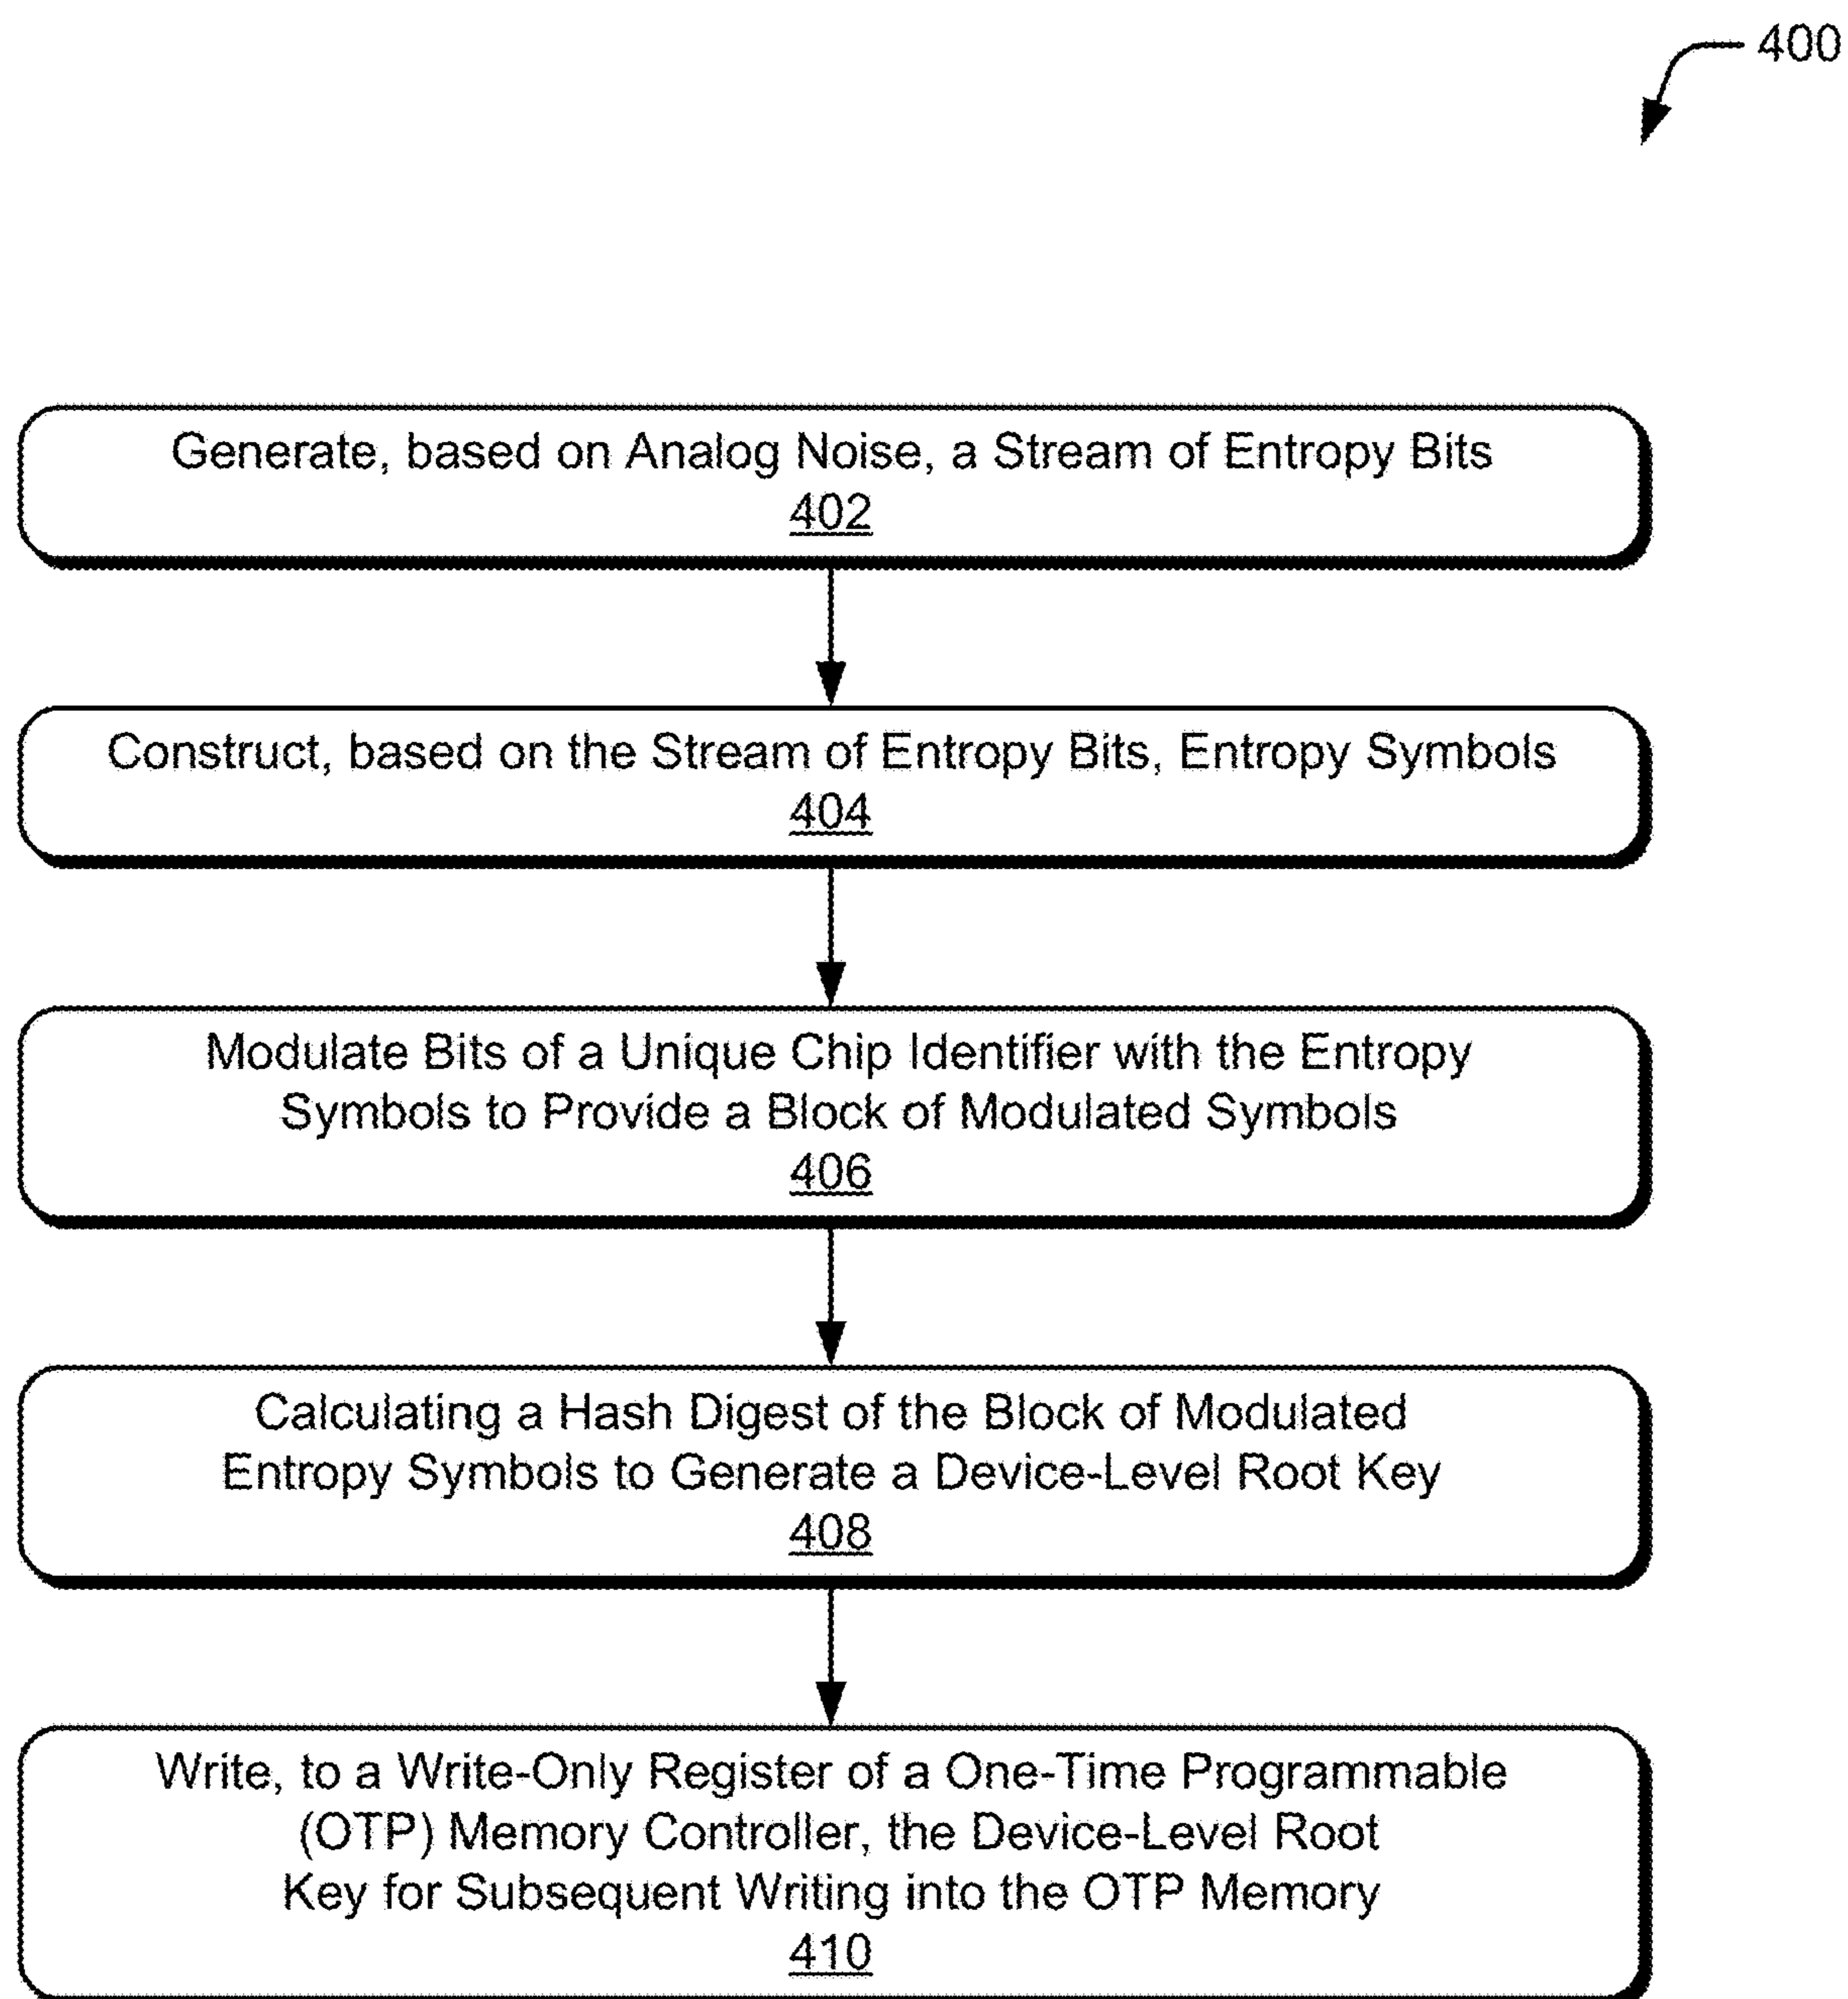 400
Generate, based on Analog Noise, a Stream of Entropy Bits
402
Construct, based on the Stream of Entropy Bits, Entropy Symbols
404
Modulate Bits of a Unique Chip Identifier with the Entropy
Symbols to Provide a Block of Modulated Symbols
406
Calculating a Hash Digest of the Block of Modulated
Entropy Symbols to Generate a Device-Level Root Key
408
Write, to a Write-Only Register of a One-Time Programmable
(OTP) Memory Controller, the Device-Level Root
Key for Subsequent Writing into the OTP Memory
410